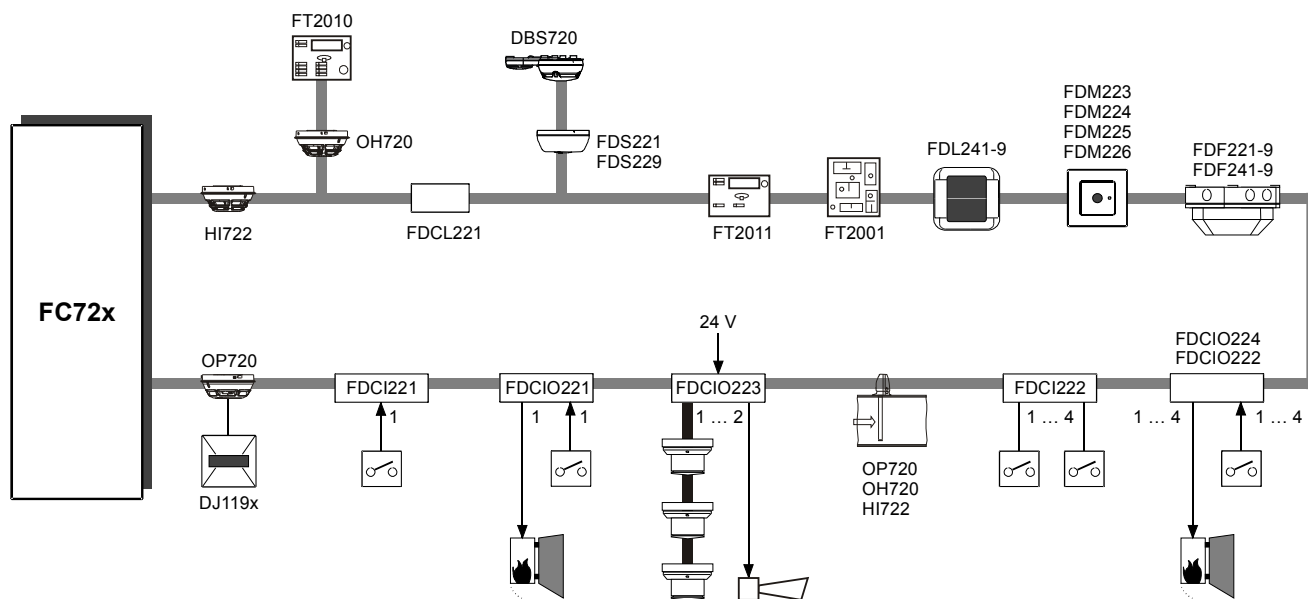 FT2010
DBS720
OH720
FDS221
FDS229
FDM223
FDM224
FDM225
FDM226
FDL241-9
FDF221-9
FDF241-9
HI722
FDCL221
FT2011
FT2001
FC72x
24 V
OP720
FDCI221
FDCIO221
FDCIO223
FDCI222
FDCIO224
FDCIO222
1
1
1
1 … 2
1 … 4
1 … 4
1 … 4
DJ119x
OP720
OH720
HI722